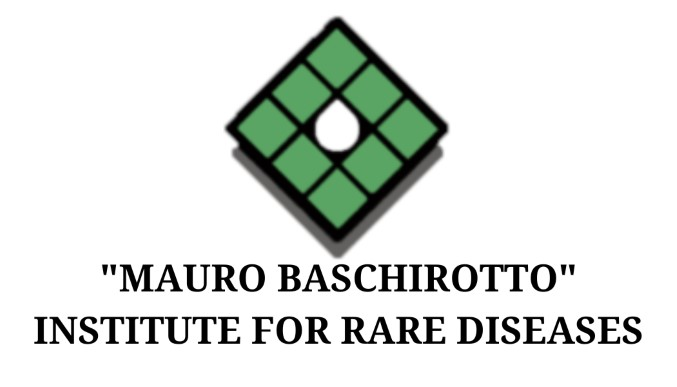 "MAURO BASCHIROTTO"
INSTITUTE FOR RARE DISEASES